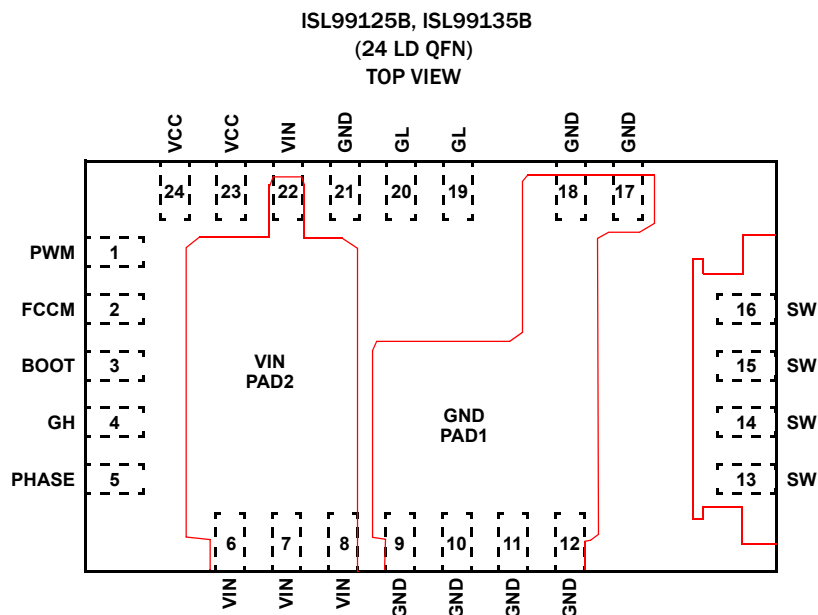 ISL99125B, ISL99135B
(24 LD QFN)
TOP VIEW
VCC VCC VIN GND GL GL GND GND
24 23 22 21 20 19 18 17
PWM 1
FCCM 2
16 SW
BOOT 3
15 SW
VIN
PAD2
GH 4
GND
PAD1
14 SW
PHASE 5
13 SW
6 7 8 9 10 11 12
VIN VIN VIN GND GND GND GND